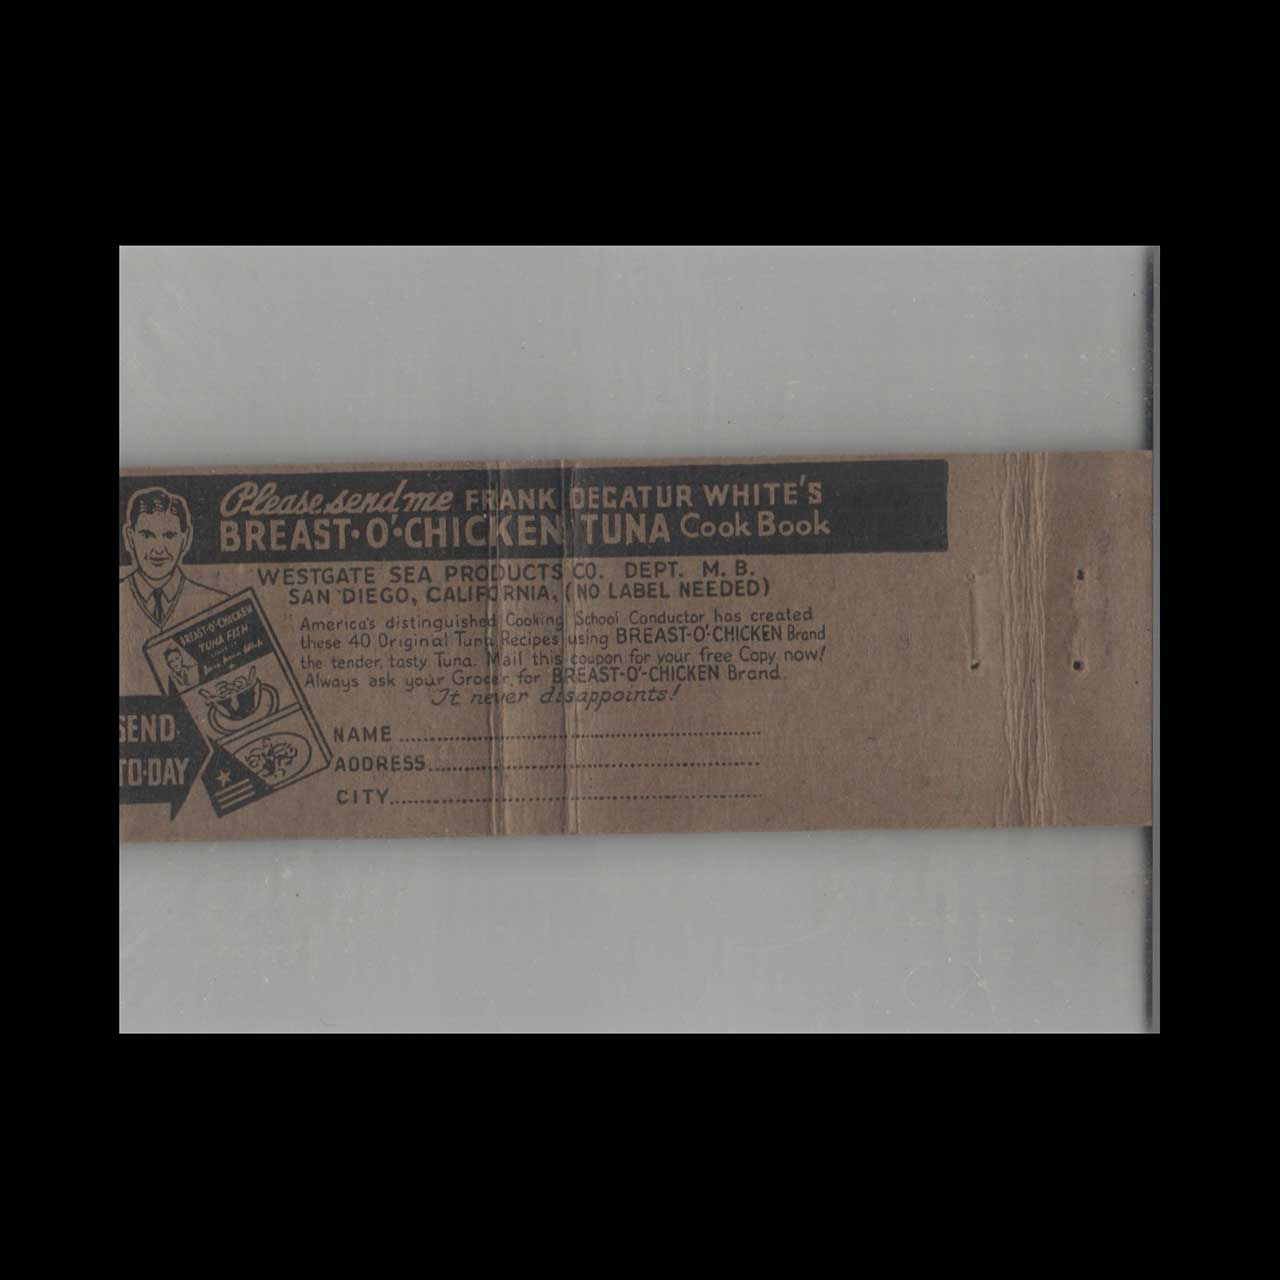 Please send me FRANK DECATUR WHITE'S
BREAST-O'-CHICKEN TUNA Cook Book
WESTGATE SEA PRODUCTS CO. DEPT. M. B.
SAN DIEGO, CALIFORNIA, (NO LABEL NEEDED)
America's distinguished Cooking School Conductor has created
these 40 Original Tuna Recipes using BREAST-O'-CHICKEN Brand
the tender, tasty Tuna. Mail this coupon for your free Copy now!
Always ask your Grocer for BREAST-O'-CHICKEN Brand.
It never disappoints!
NAME
ADDRESS
CITY
BREAST-O'-CHICKEN
TUNA FISH
SEND
TO-DAY